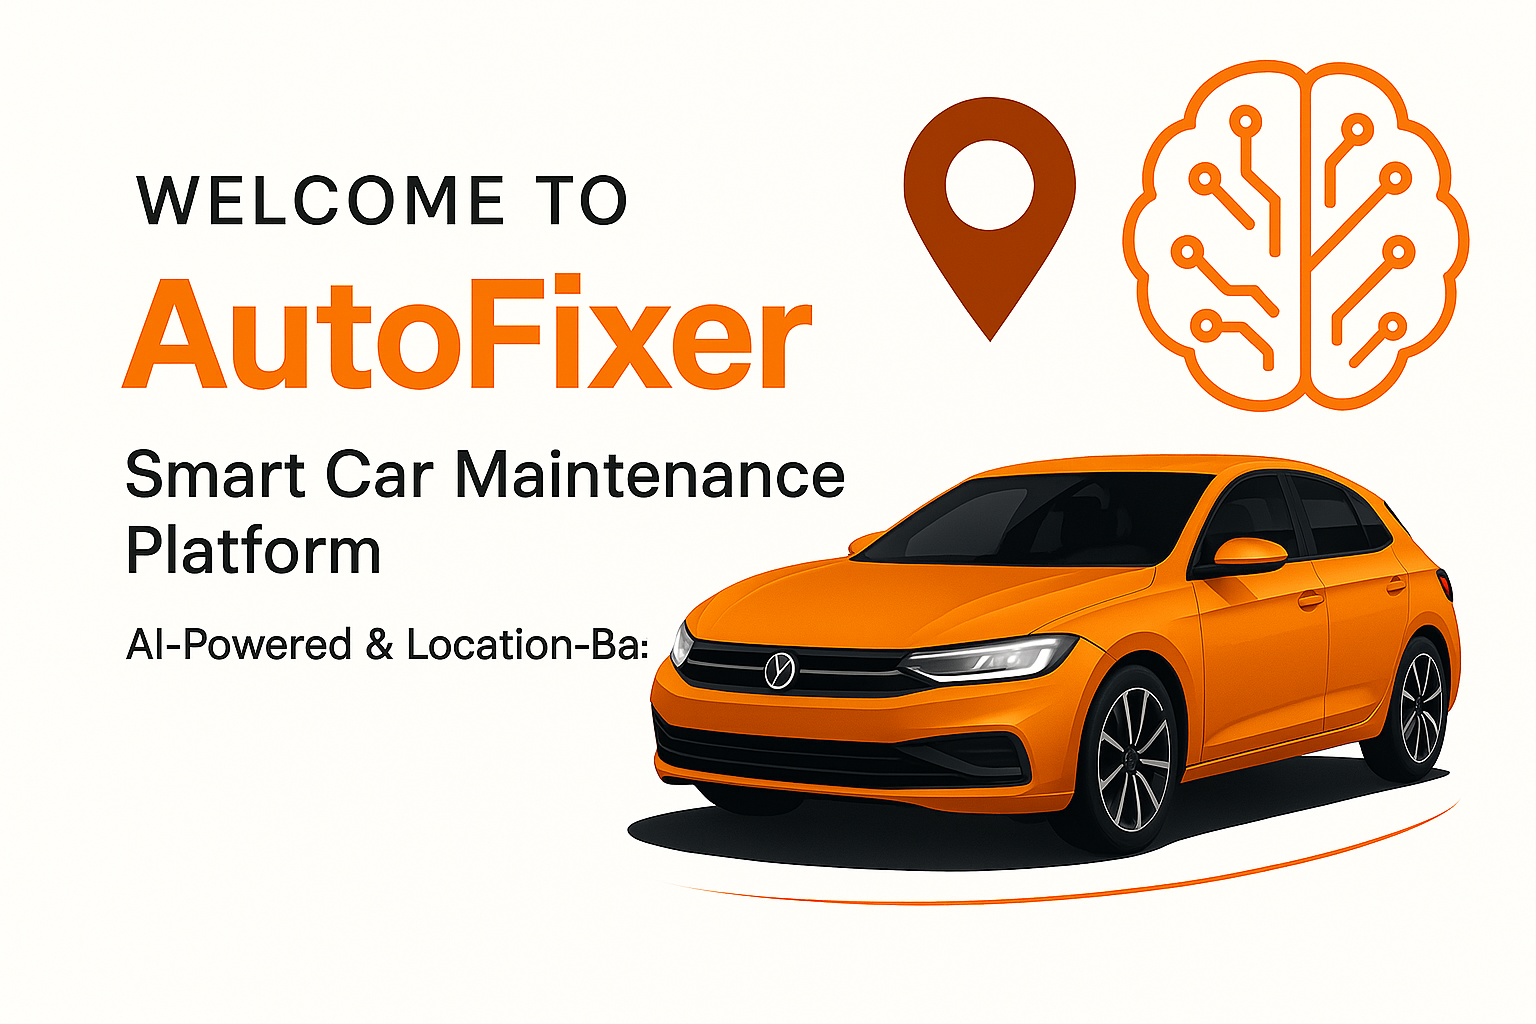 WELCOME TO
AutoFixer
Smart Car Maintenance
Platform
AI-Powered & Location-Ba: